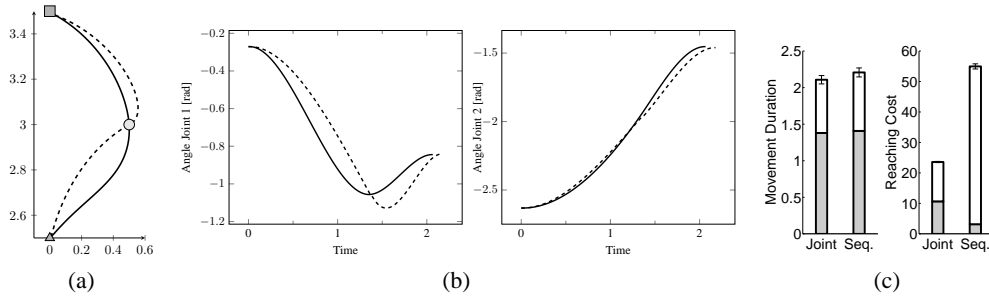 3.4
3.2
3
2.8
2.6
0 0.2 0.4 0.6
(a)
Angle Joint 1 [rad]
−0.2
−0.4
−0.6
−0.8
−1
−1.2
0 1 2
Time
Angle Joint 2 [rad]
−1.5
−2
−2.5
0 1 2
Time
(b)
Movement Duration
2.5
2
1.5
1
0.5
0
Joint Seq.
Reaching Cost
60
50
40
30
20
10
0
Joint Seq.
(c)